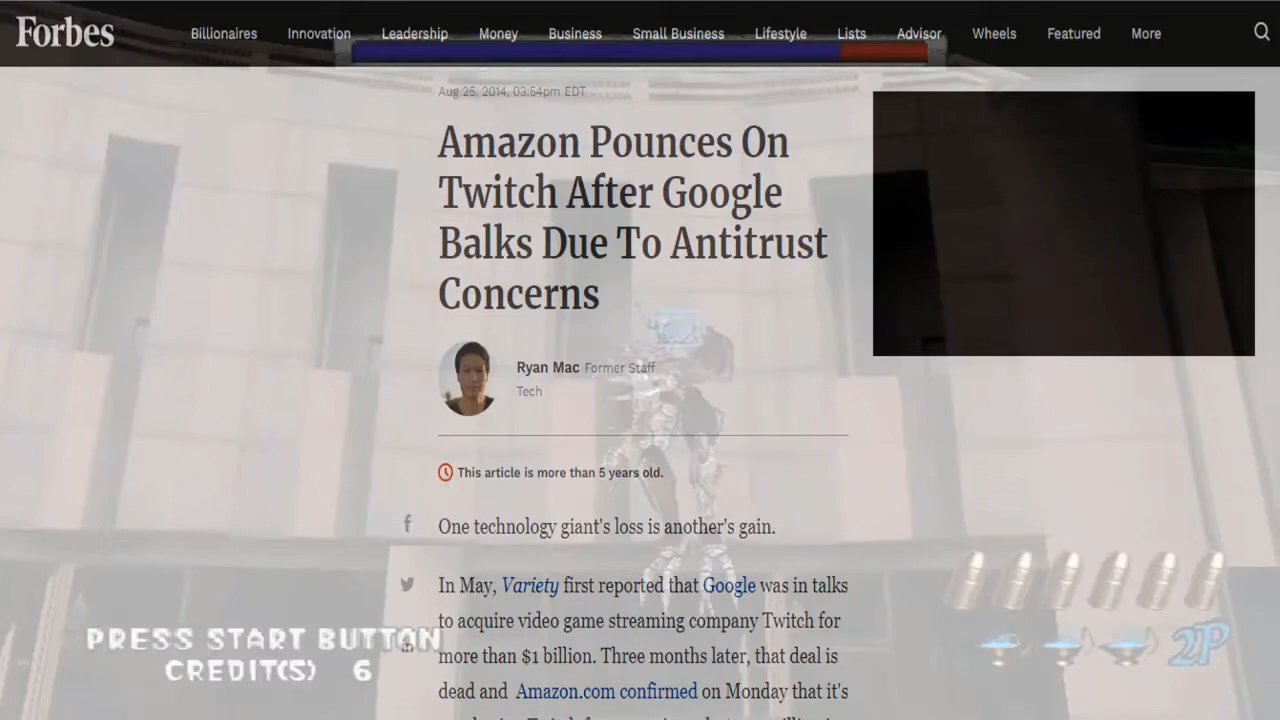 Forbes
Billionaires Innovation Leadership Money Business Small Business Lifestyle Lists Advisor Wheels Featured More
Aug 25, 2014, 03:54pm EDT
Amazon Pounces On
Twitch After Google
Balks Due To Antitrust
Concerns
Ryan Mac Former Staff
Tech
This article is more than 5 years old.
One technology giant's loss is another's gain.
In May, Variety first reported that Google was in talks
to acquire video game streaming company Twitch for
more than $1 billion. Three months later, that deal is
dead and Amazon.com confirmed on Monday that it's
PRESS START BUTTON
CREDIT(S) 6
2P